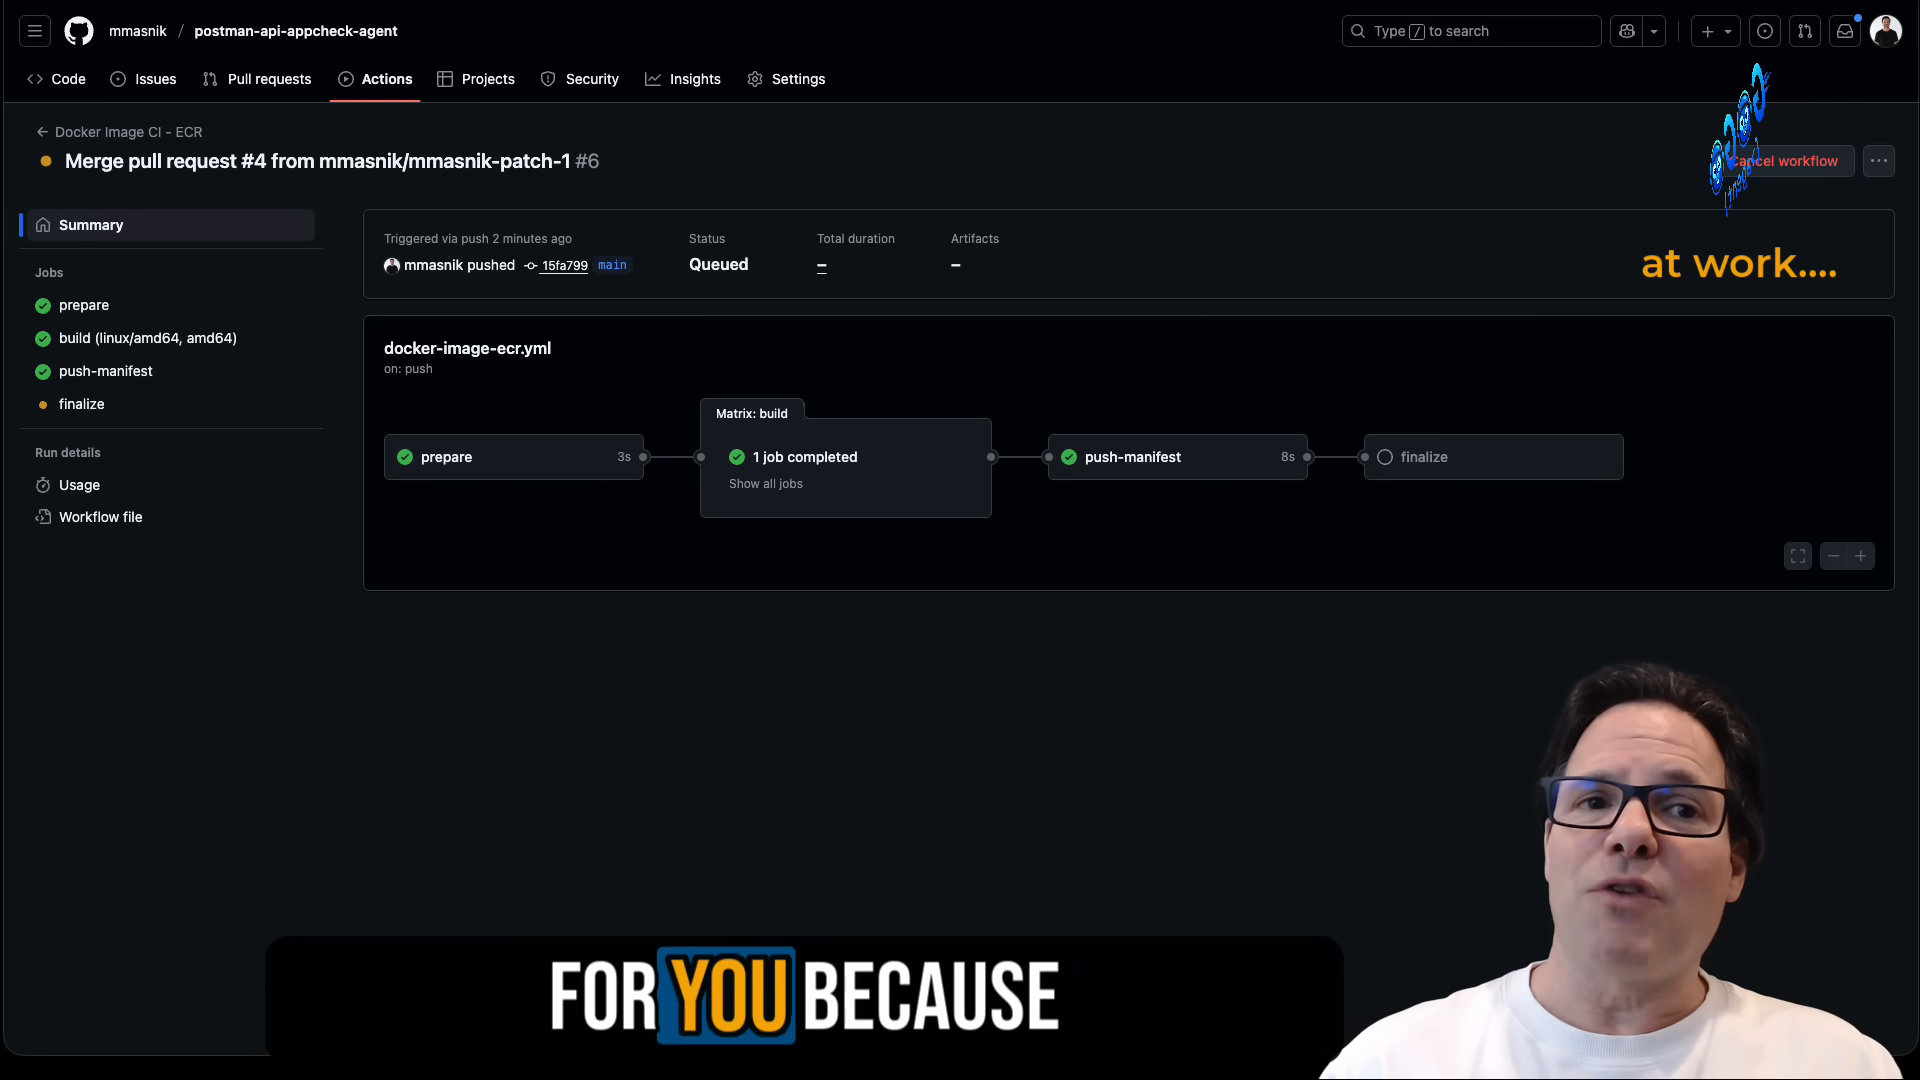 mmasnik / postman-api-appcheck-agent
Type / to search
Code
Issues
Pull requests
Actions
Projects
Security
Insights
Settings
Docker Image CI - ECR
Merge pull request #4 from mmasnik/mmasnik-patch-1 #6
Cancel workflow
Summary
Jobs
prepare
build (linux/amd64, amd64)
push-manifest
finalize
Run details
Usage
Workflow file
Triggered via push 2 minutes ago
mmasnik pushed 15fa799 main
Status
Queued
Total duration
–
Artifacts
–
at work....
docker-image-ecr.yml
on: push
prepare 3s
Matrix: build
1 job completed
Show all jobs
push-manifest 8s
finalize
FOR YOU BECAUSE